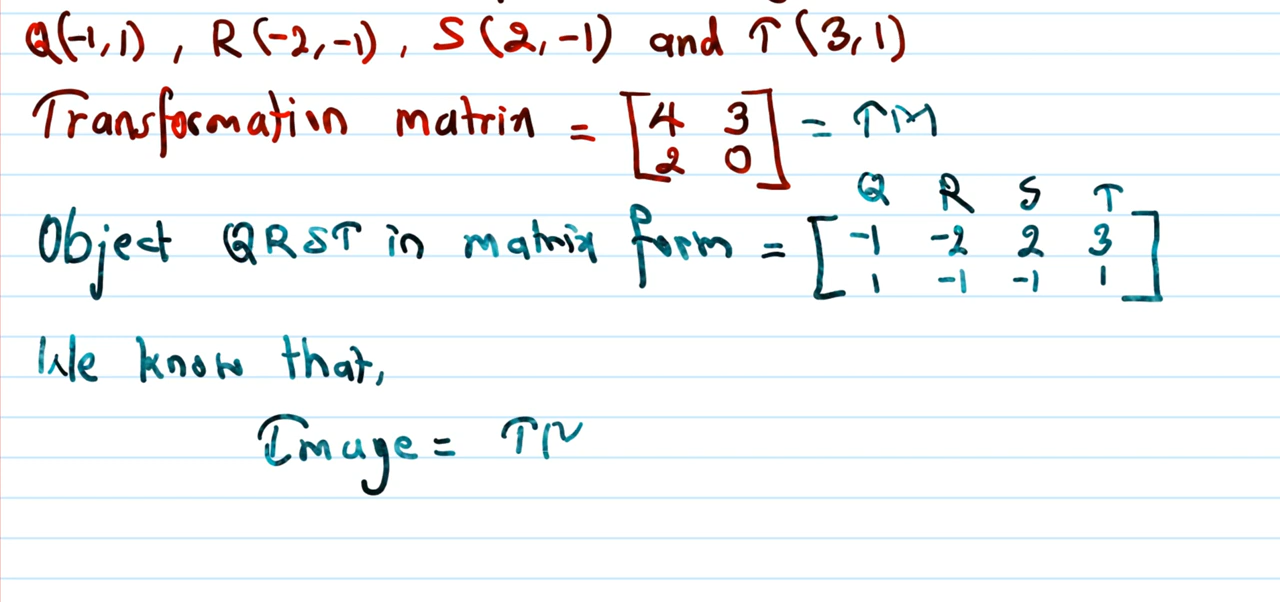 Q(-1,1) , R(-2,-1) , S(2,-1) and T(3,1)
Transformation matrix = [4 3 = TM
2 0]
Q R S T
Object QRST in matrix form = [-1 -2 2 3
1 -1 -1 1]
We know that,
Image = TM